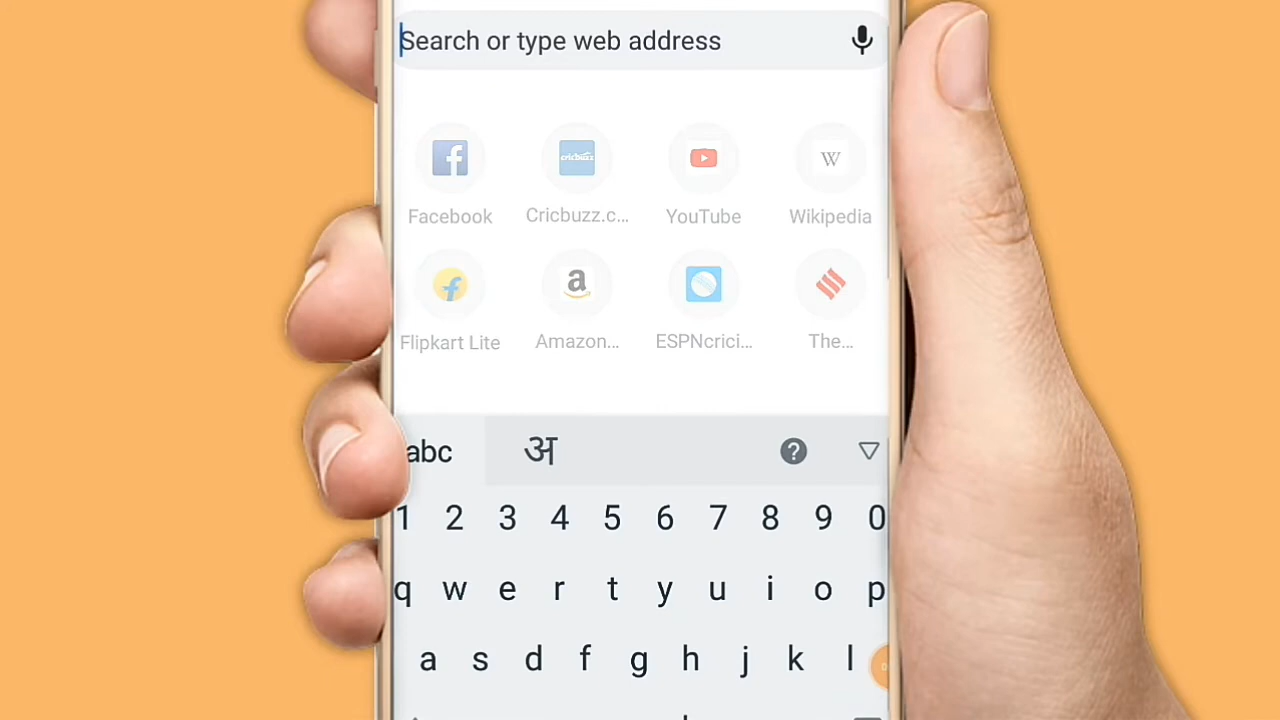 Search or type web address
f
cricbuzz
W
Facebook
Cricbuzz.c...
YouTube
Wikipedia
f
a
Flipkart Lite
Amazon...
ESPNcrici...
The...
abc
अ
?
1 2 3 4 5 6 7 8 9 0
q w e r t y u i o p
a s d f g h j k l